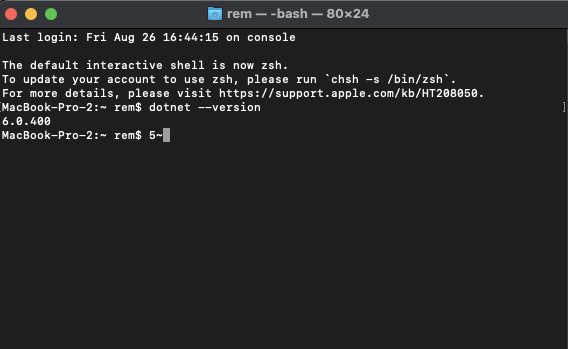 rem — -bash — 80×24
Last login: Fri Aug 26 16:44:15 on console
The default interactive shell is now zsh.
To update your account to use zsh, please run `chsh -s /bin/zsh`.
For more details, please visit https://support.apple.com/kb/HT208050.
[MacBook-Pro-2:~ rem$ dotnet --version ]
6.0.400
MacBook-Pro-2:~ rem$ 5~